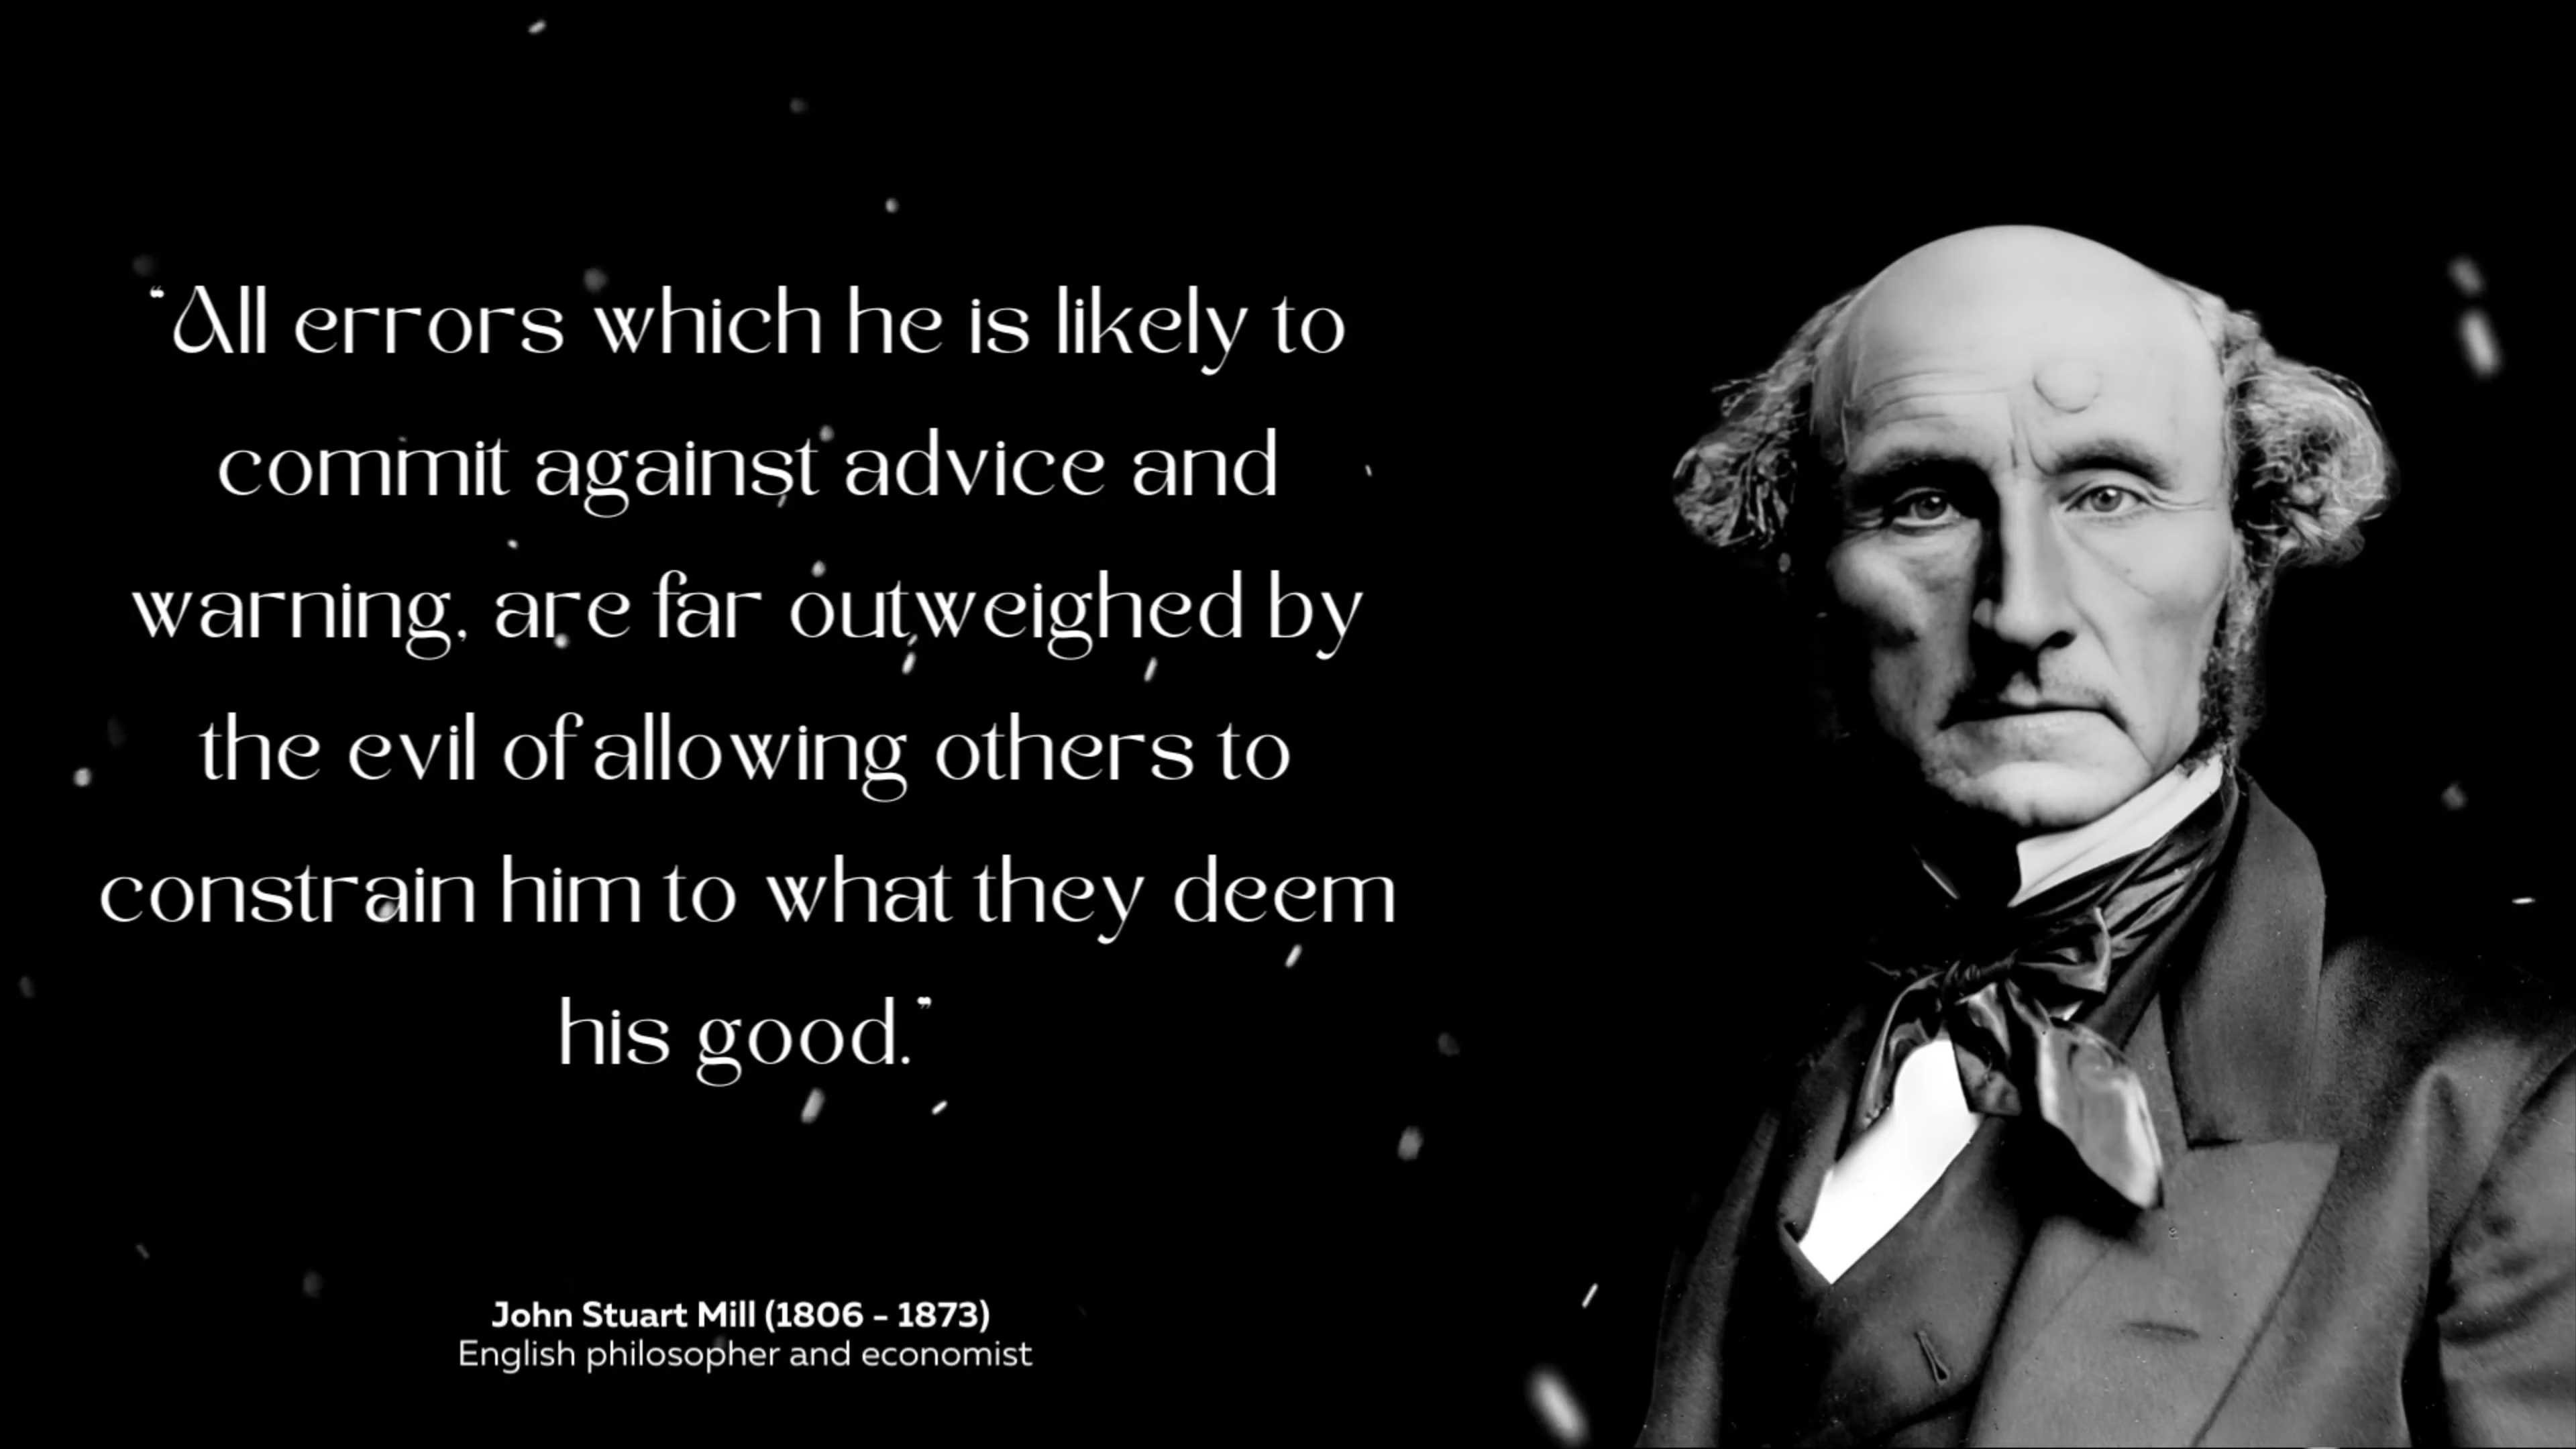 “All errors which he is likely to
commit against advice and
warning, are far outweighed by
the evil of allowing others to
constrain him to what they deem
his good.”
John Stuart Mill (1806 - 1873)
English philosopher and economist